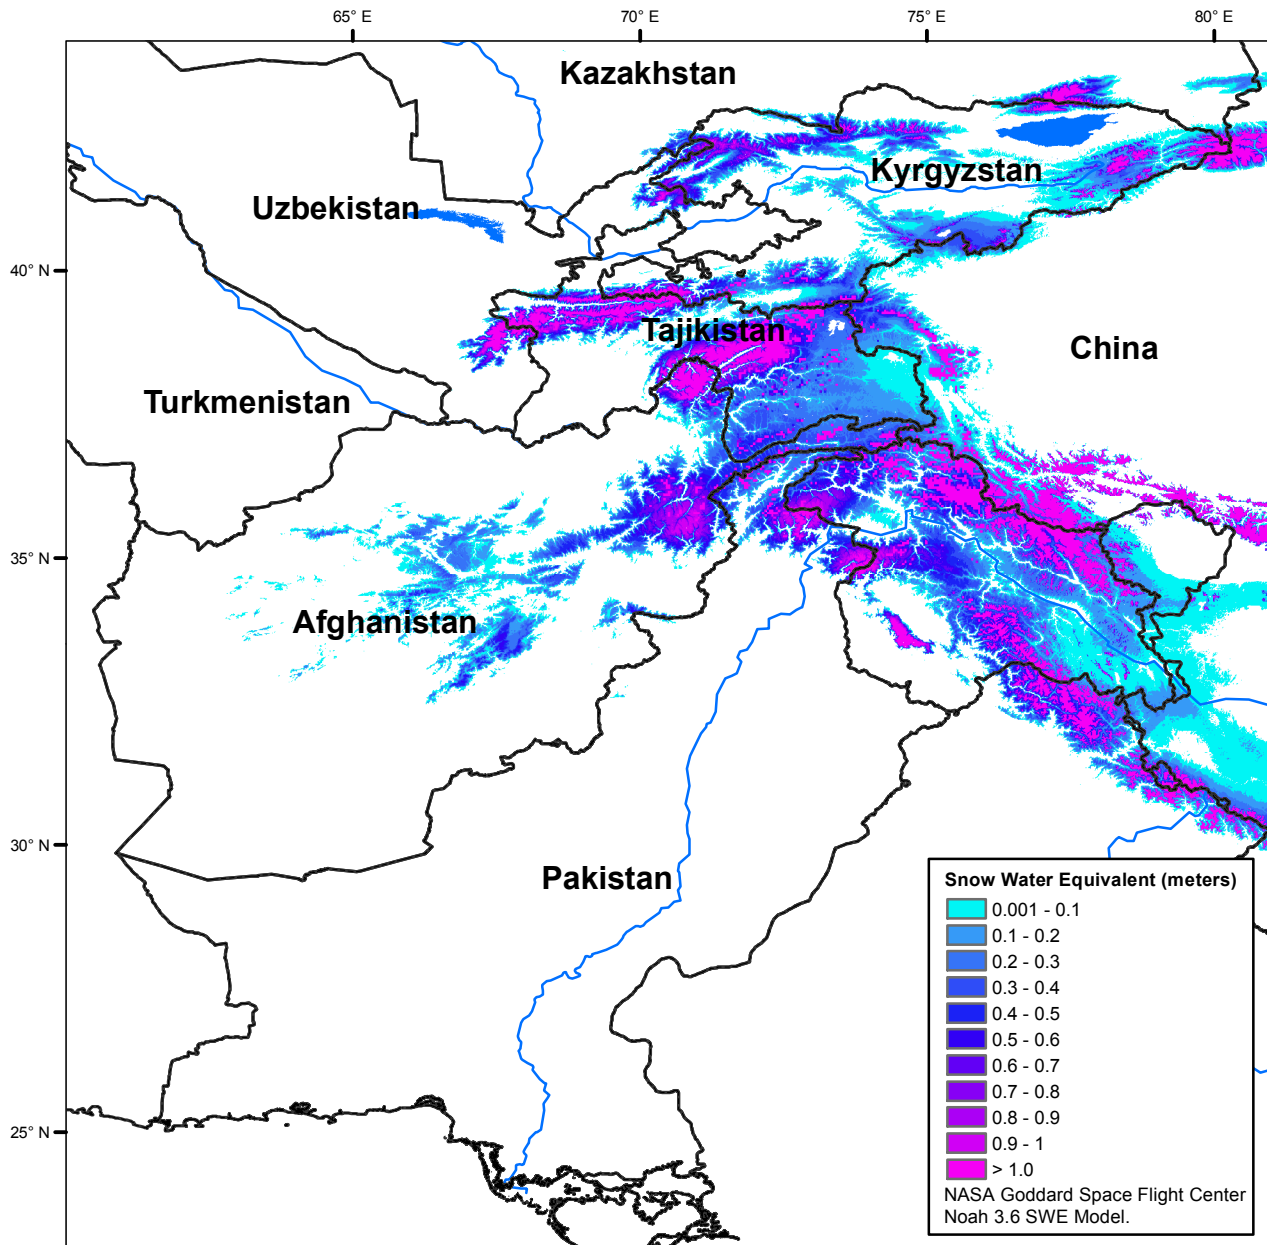 65° E
70° E
75° E
80° E
Kazakhstan
Kyrgyzstan
Uzbekistan
40° N
Tajikistan
China
Turkmenistan
35° N
Afghanistan
30° N
Pakistan
25° N
Snow Water Equivalent (meters)
0.001 - 0.1
0.1 - 0.2
0.2 - 0.3
0.3 - 0.4
0.4 - 0.5
0.5 - 0.6
0.6 - 0.7
0.7 - 0.8
0.8 - 0.9
0.9 - 1
> 1.0
NASA Goddard Space Flight Center
Noah 3.6 SWE Model.